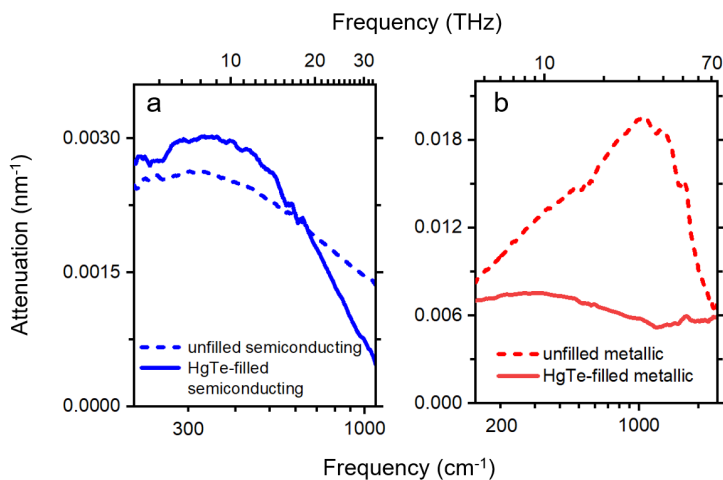 Frequency (THz)
10 20 30
10 70
a
b
Attenuation (nm⁻¹)
0.0030
0.0015
0.0000
0.018
0.012
0.006
0.000
unfilled semiconducting
HgTe-filled
semiconducting
unfilled metallic
HgTe-filled metallic
300 1000
200 1000
Frequency (cm⁻¹)